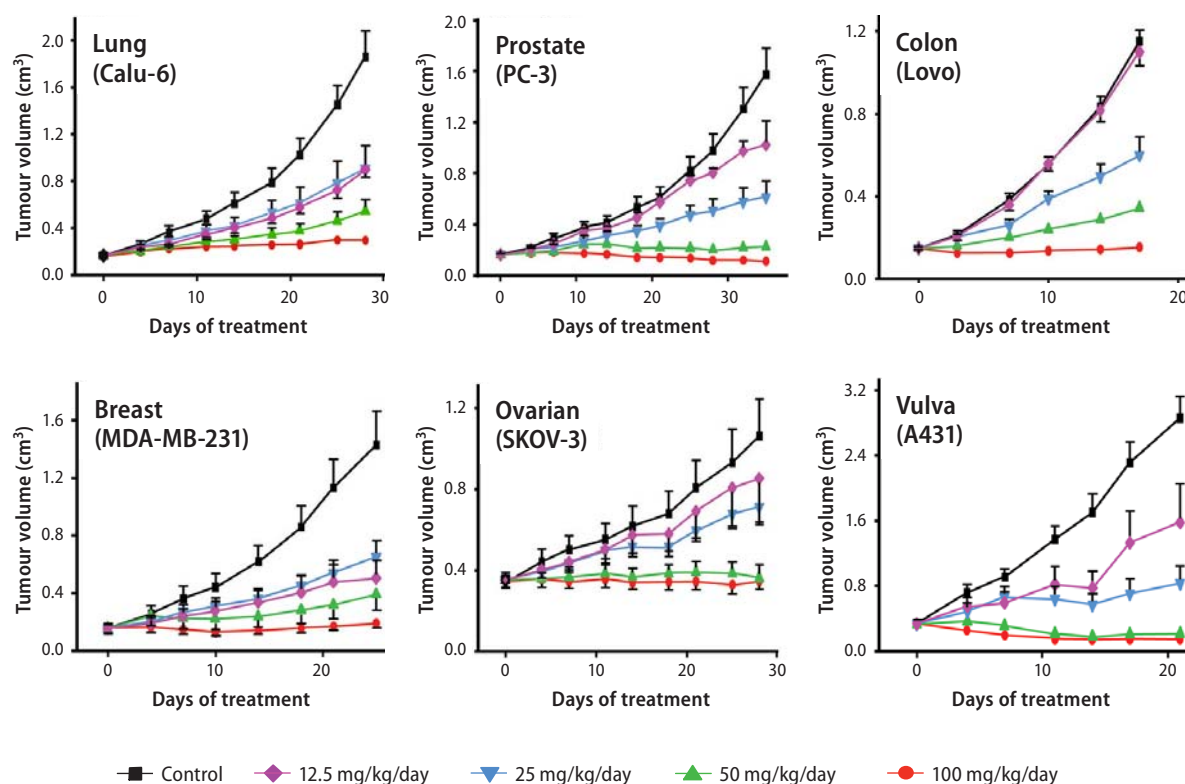 Lung
(Calu-6)
Tumour volume (cm³)
2.0
1.6
1.2
0.8
0.4
0.0
0 10 20 30
Days of treatment
Prostate
(PC-3)
Tumour volume (cm³)
2.0
1.6
1.2
0.8
0.4
0.0
0 10 20 30
Days of treatment
Colon
(Lovo)
Tumour volume (cm³)
1.2
0.8
0.4
0.0
0 10 20
Days of treatment
Breast
(MDA-MB-231)
Tumour volume (cm³)
1.6
1.2
0.8
0.4
0.0
0 10 20
Days of treatment
Ovarian
(SKOV-3)
Tumour volume (cm³)
1.2
0.8
0.4
0.0
0 10 20 30
Days of treatment
Vulva
(A431)
Tumour volume (cm³)
3.2
2.4
1.6
0.8
0.0
0 10 20
Days of treatment
Control 12.5 mg/kg/day 25 mg/kg/day 50 mg/kg/day 100 mg/kg/day